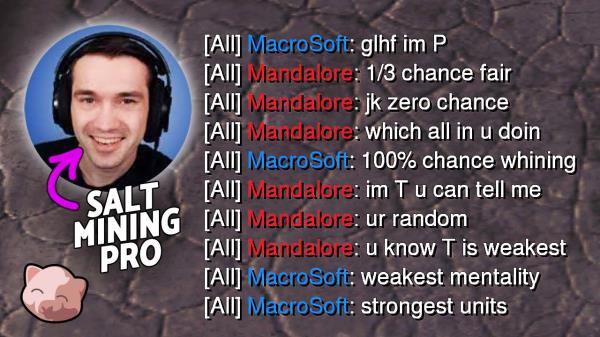 [All] MacroSoft: glhf im P
[All] Mandalore: 1/3 chance fair
[All] Mandalore: jk zero chance
[All] Mandalore: which all in u doin
[All] MacroSoft: 100% chance whining
[All] Mandalore: im T u can tell me
[All] Mandalore: ur random
[All] Mandalore: u know T is weakest
[All] MacroSoft: weakest mentality
[All] MacroSoft: strongest units
SALT
MINING
PRO